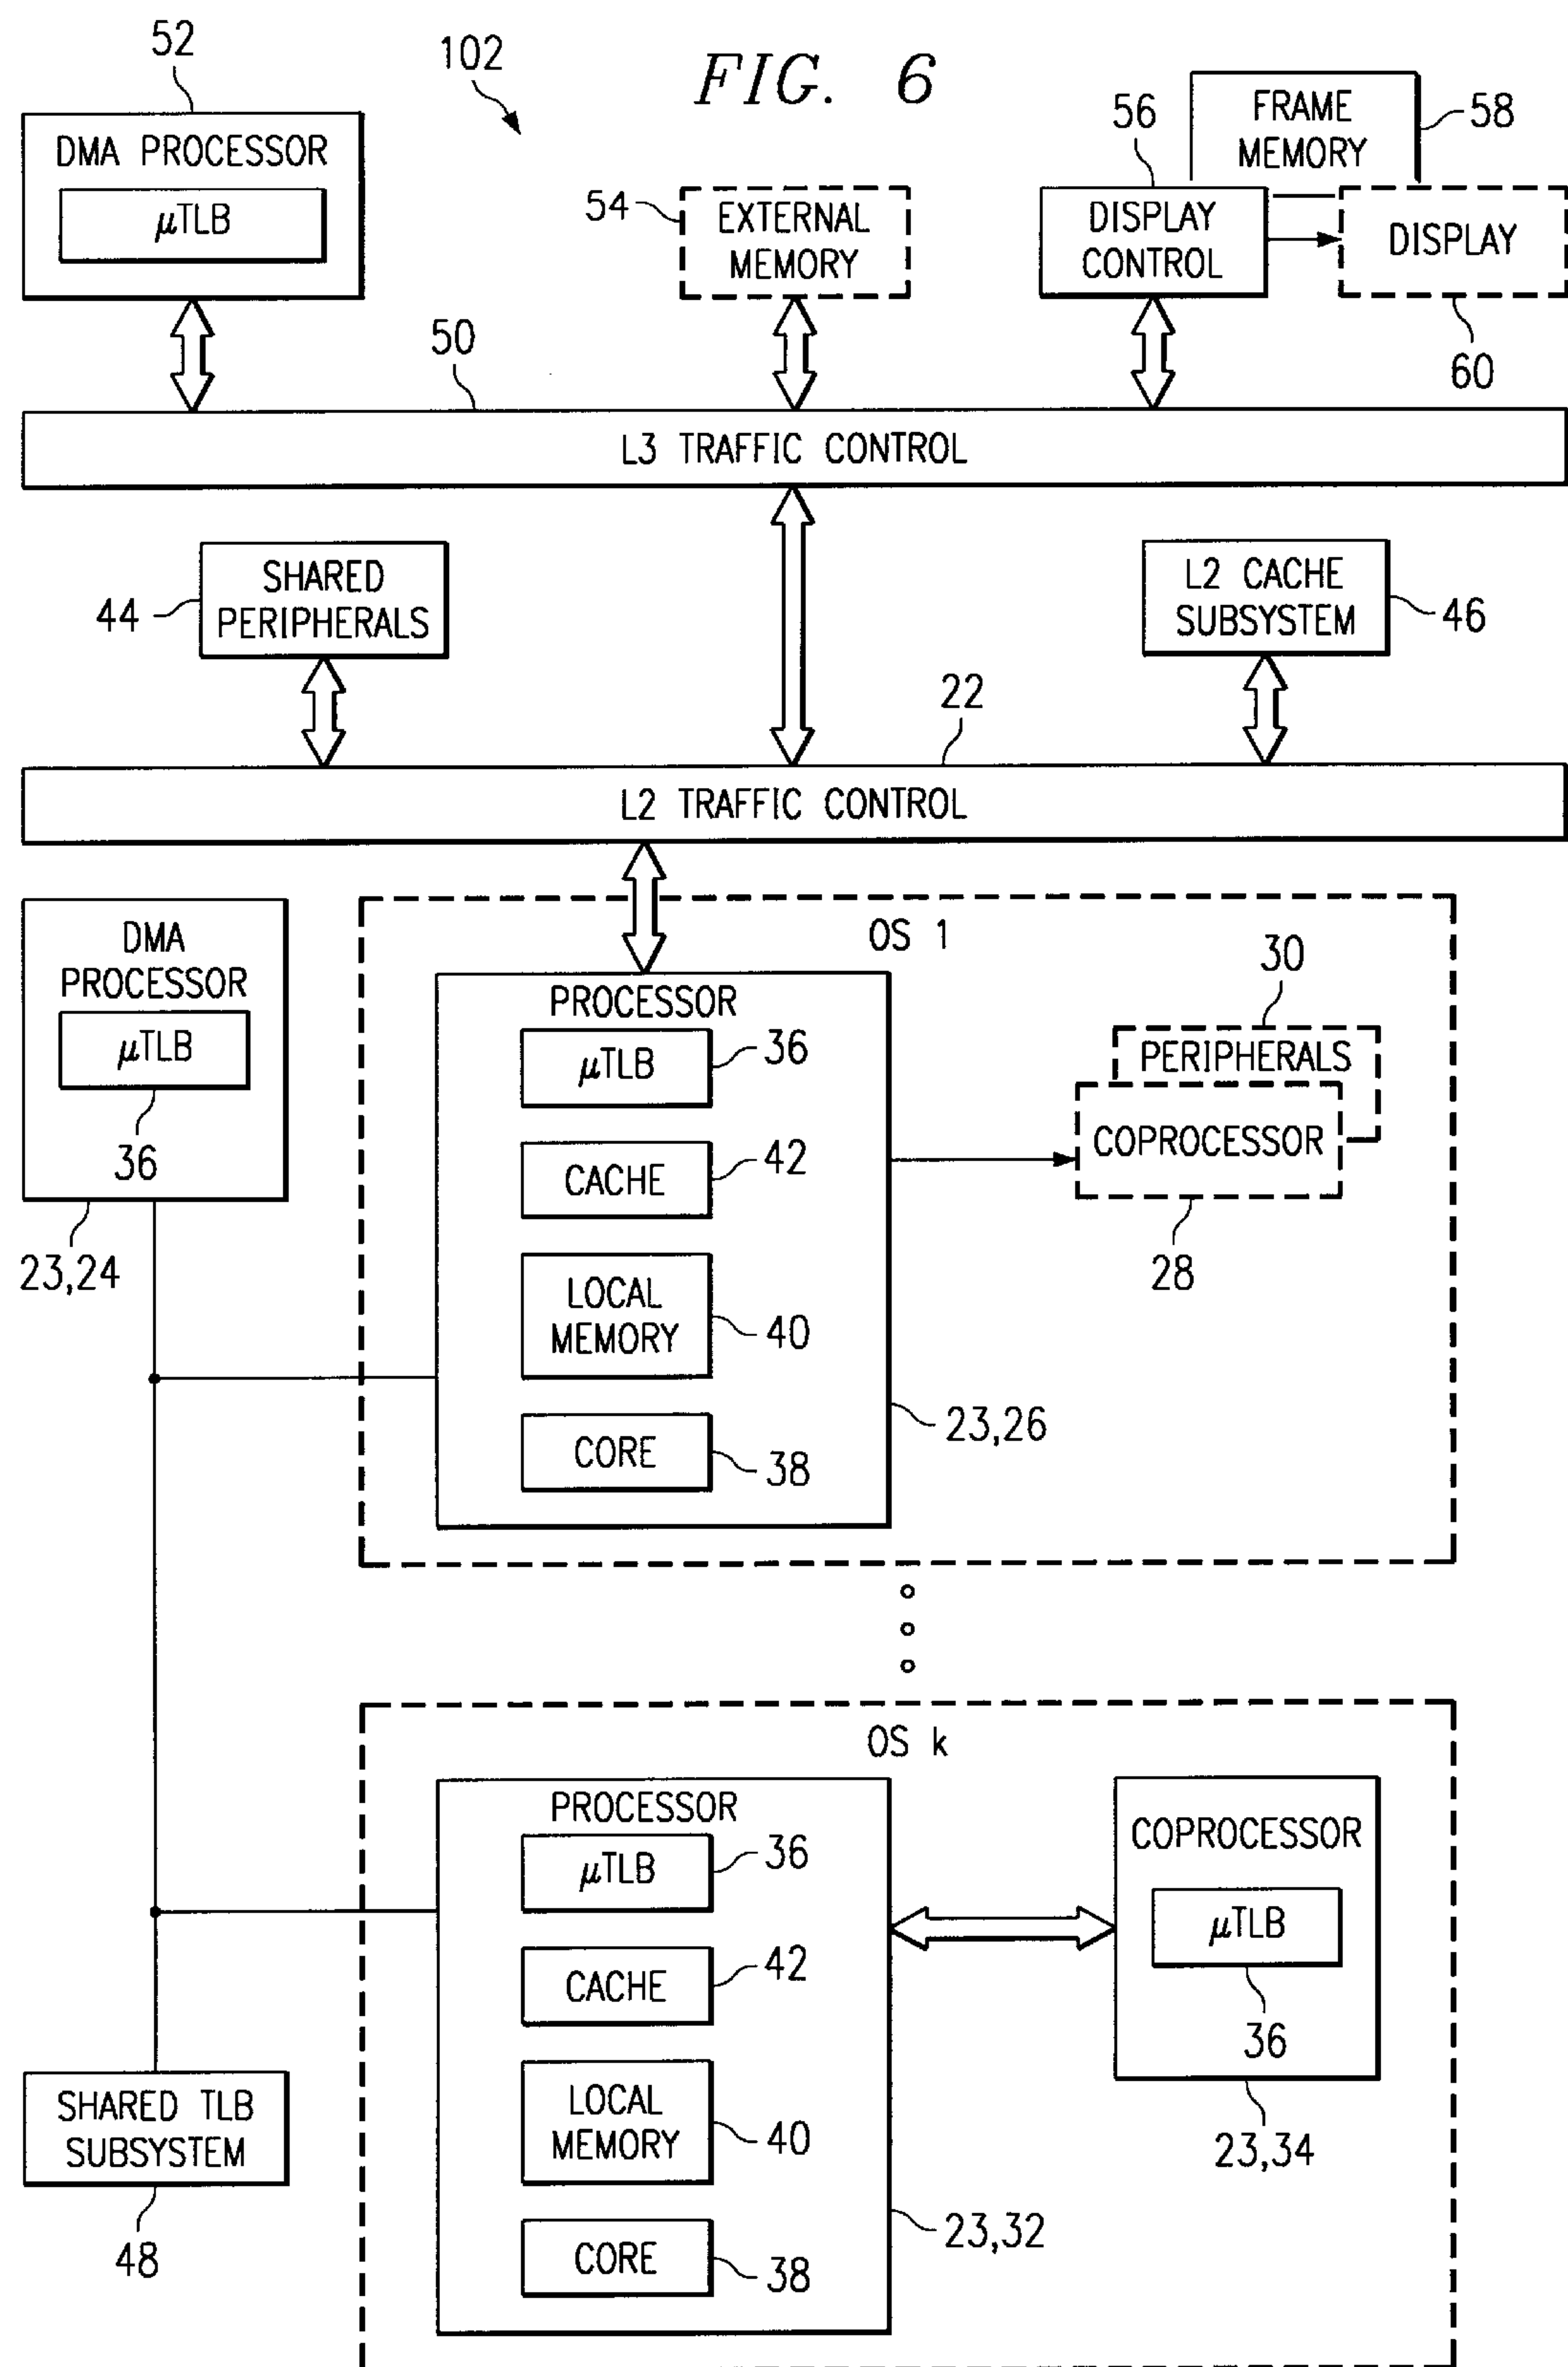 FIG. 6
102
52
DMA PROCESSOR
μTLB
54
EXTERNAL
MEMORY
56
FRAME
MEMORY
58
DISPLAY
CONTROL
DISPLAY
60
50
L3 TRAFFIC CONTROL
44
SHARED
PERIPHERALS
L2 CACHE
SUBSYSTEM
46
22
L2 TRAFFIC CONTROL
DMA
PROCESSOR
μTLB
36
23,24
OS 1
PROCESSOR
μTLB
36
CACHE
42
LOCAL
MEMORY
40
CORE
38
23,26
30
PERIPHERALS
COPROCESSOR
28
OS k
PROCESSOR
μTLB
36
CACHE
42
LOCAL
MEMORY
40
CORE
38
23,32
COPROCESSOR
μTLB
36
23,34
SHARED TLB
SUBSYSTEM
48